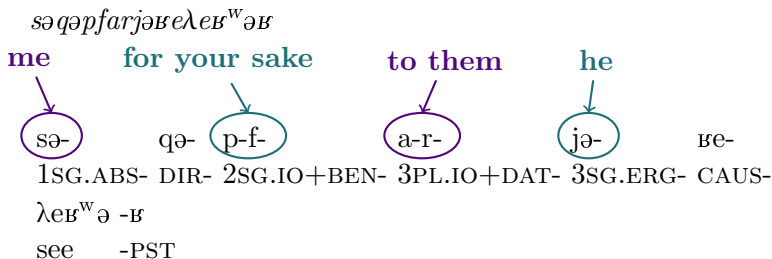 səqəpfarjəʁeλeʁʷəʁ
me for your sake to them he
sə- qə- p-f- a-r- jə- ʁe-
1SG.ABS- DIR- 2SG.IO+BEN- 3PL.IO+DAT- 3SG.ERG- CAUS-
λeʁʷə -ʁ
see -PST